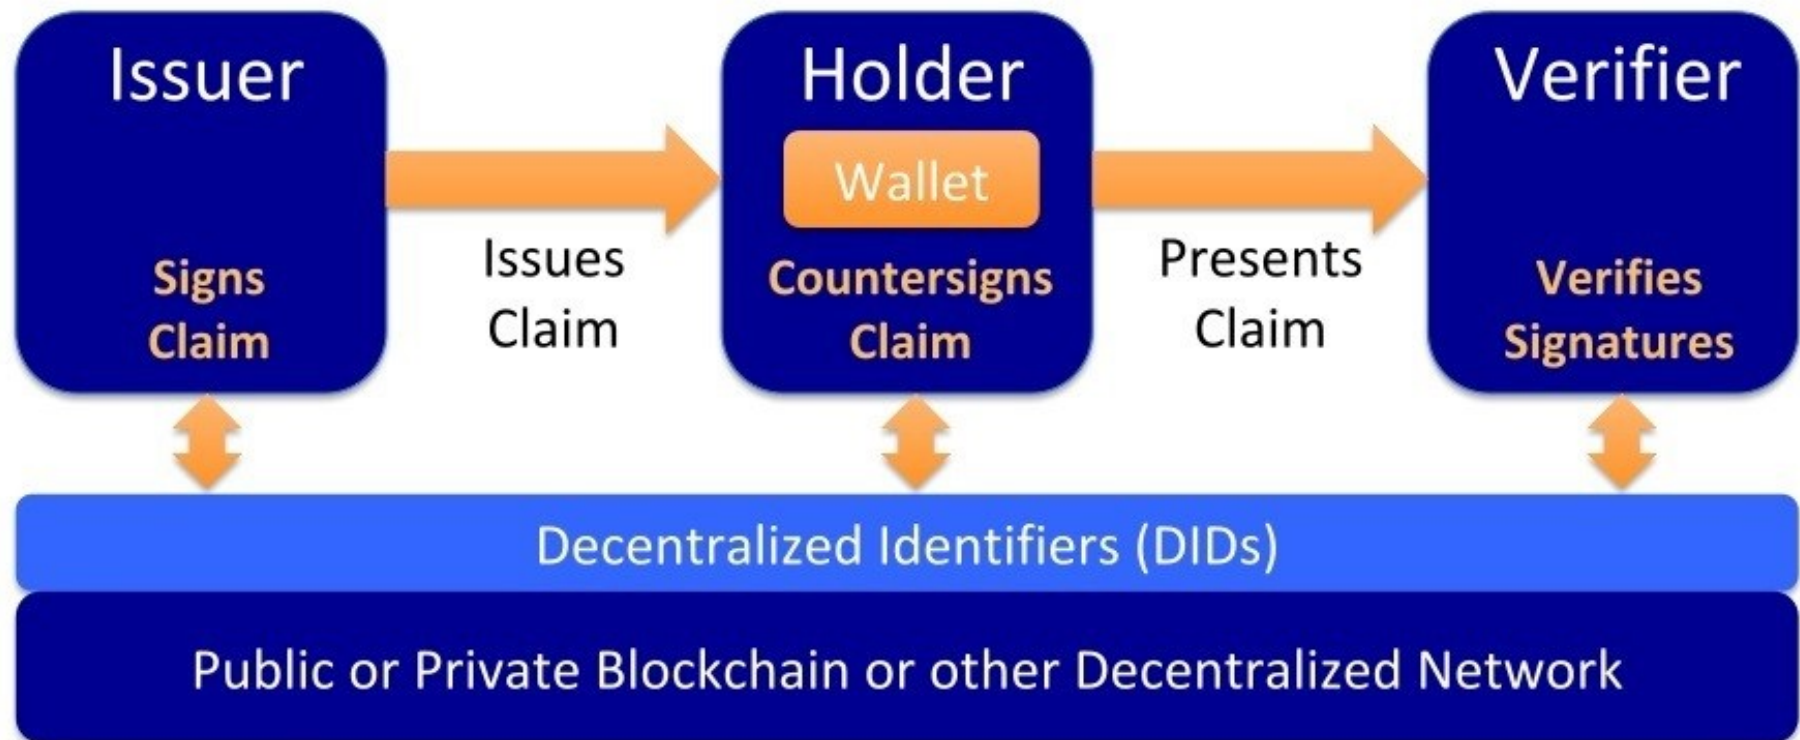 Issuer
Signs
Claim
Issues
Claim
Holder
Wallet
Countersigns
Claim
Presents
Claim
Verifier
Verifies
Signatures
Decentralized Identifiers (DIDs)
Public or Private Blockchain or other Decentralized Network